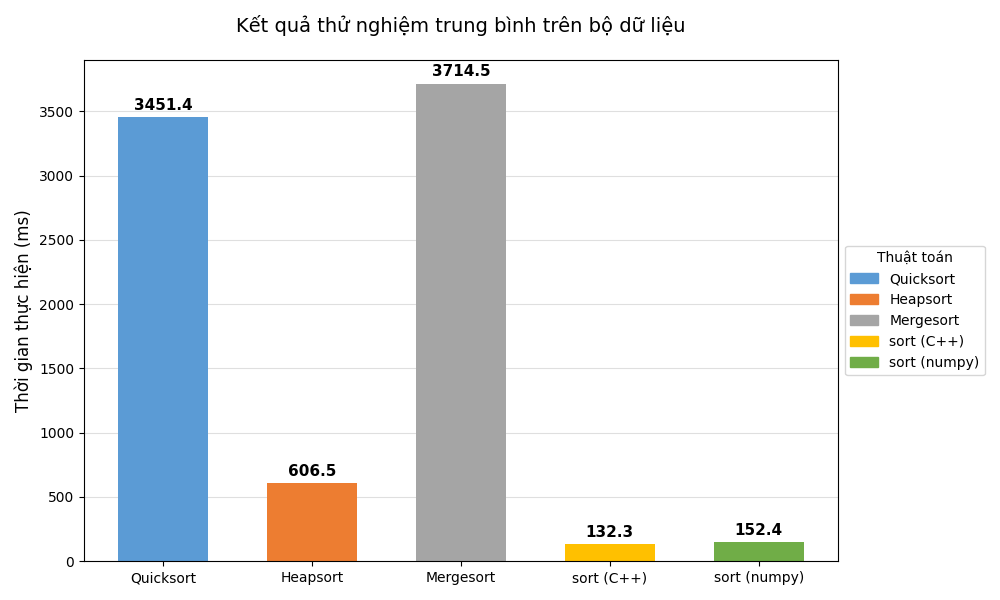 Kết quả thử nghiệm trung bình trên bộ dữ liệu
Thời gian thực hiện (ms)
3500
3000
2500
2000
1500
1000
500
0
3451.4
606.5
3714.5
132.3
152.4
Quicksort
Heapsort
Mergesort
sort (C++)
sort (numpy)
Thuật toán
Quicksort
Heapsort
Mergesort
sort (C++)
sort (numpy)